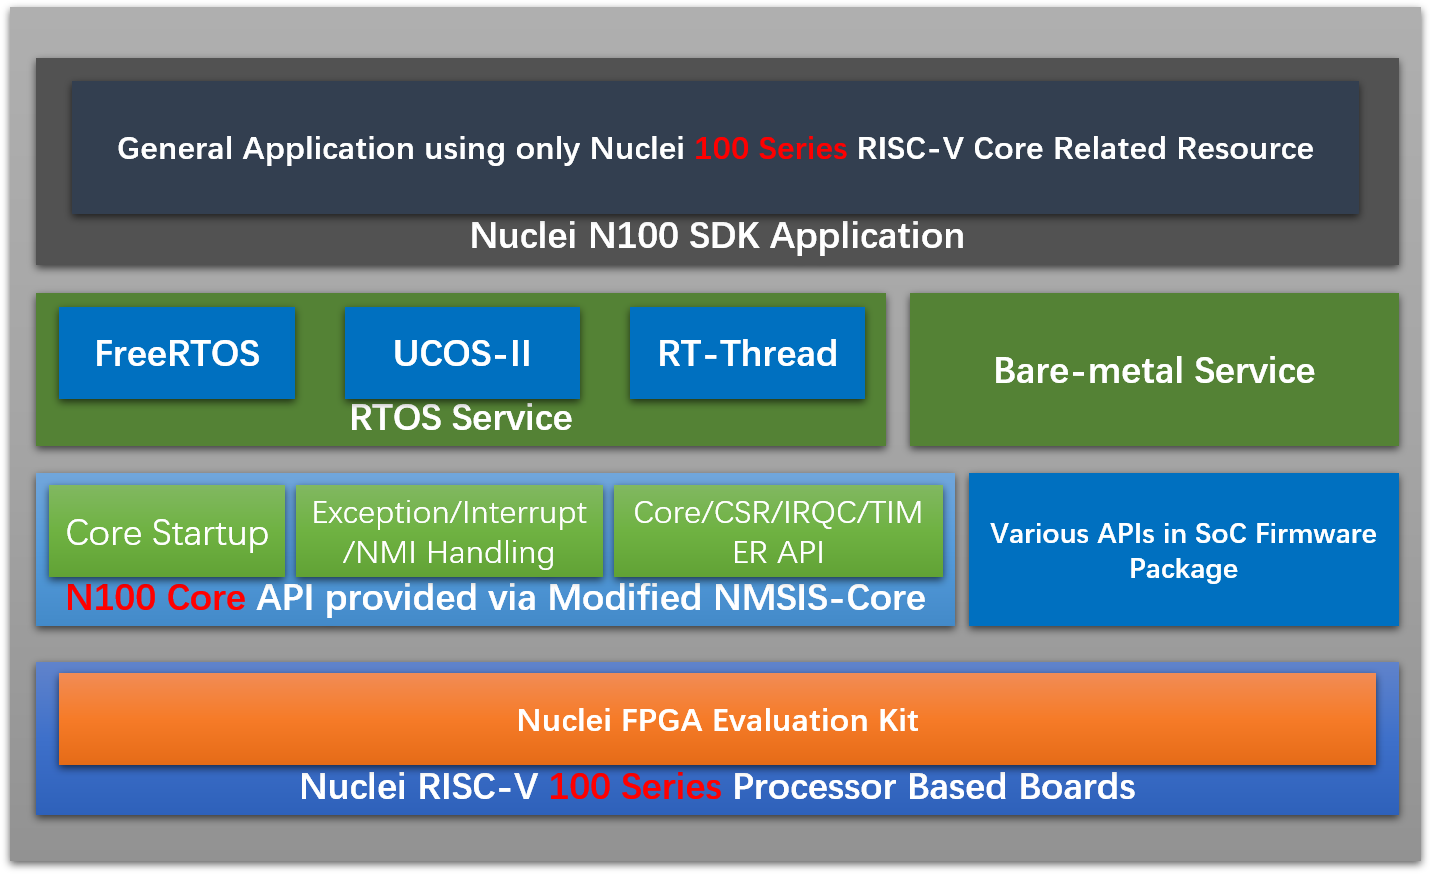 General Application using only Nuclei 100 Series RISC-V Core Related Resource
Nuclei N100 SDK Application
FreeRTOS
UCOS-II
RT-Thread
RTOS Service
Bare-metal Service
Core Startup
Exception/Interrupt
/NMI Handling
Core/CSR/IRQC/TIM
ER API
N100 Core API provided via Modified NMSIS-Core
Various APIs in SoC Firmware
Package
Nuclei FPGA Evaluation Kit
Nuclei RISC-V 100 Series Processor Based Boards